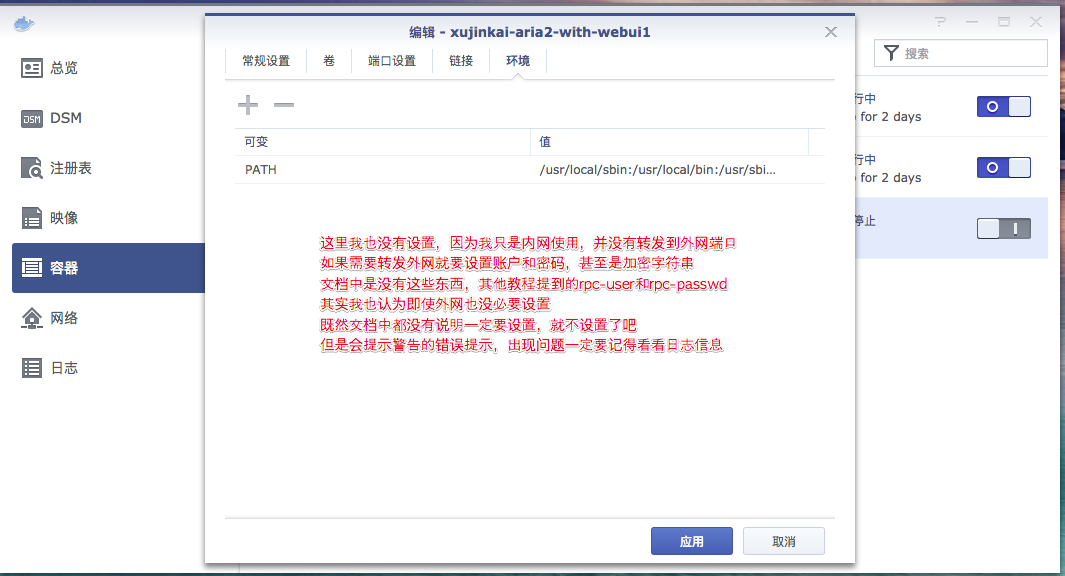 编辑 - xujinkai-aria2-with-webui1
搜索
总览
DSM
DSM
注册表
映像
容器
网络
日志
常规设置
卷
端口设置
链接
环境
可变
值
PATH
/usr/local/sbin:/usr/local/bin:/usr/sbi...
这里我也没有设置，因为我只是内网使用，并没有转发到外网端口
如果需要转发外网就要设置账户和密码，甚至是加密字符串
文档中是没有这些东西，其他教程提到的rpc-user和rpc-passwd
其实我也认为即使外网也没必要设置
既然文档中都没有说明一定要设置，就不设置了吧
但是会提示警告的错误提示，出现问题一定要记得看看日志信息
应用
取消
行中
for 2 days
行中
for 2 days
停止